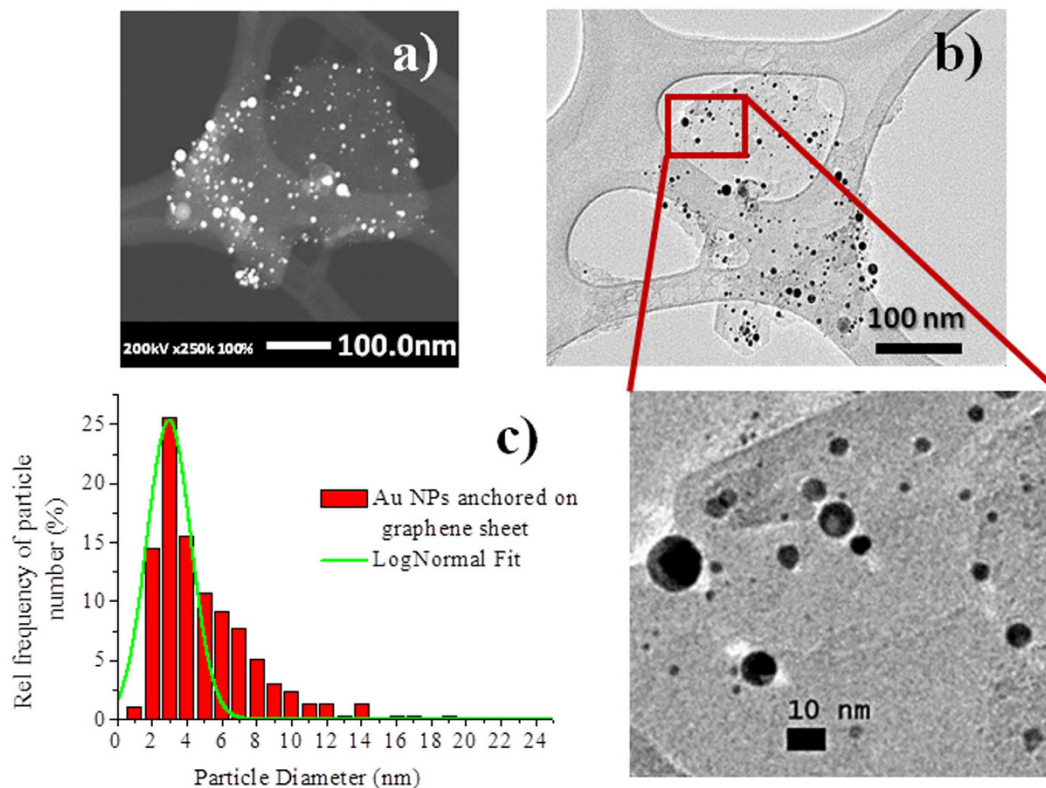 a)
200kV x250k 100% 100.0nm
b)
100 nm
c)
Rel frequency of particle
number (%)
25
20
15
10
5
0
Au NPs anchored on
graphene sheet
LogNormal Fit
0 2 4 6 8 10 12 14 16 18 20 22 24
Particle Diameter (nm)
10 nm